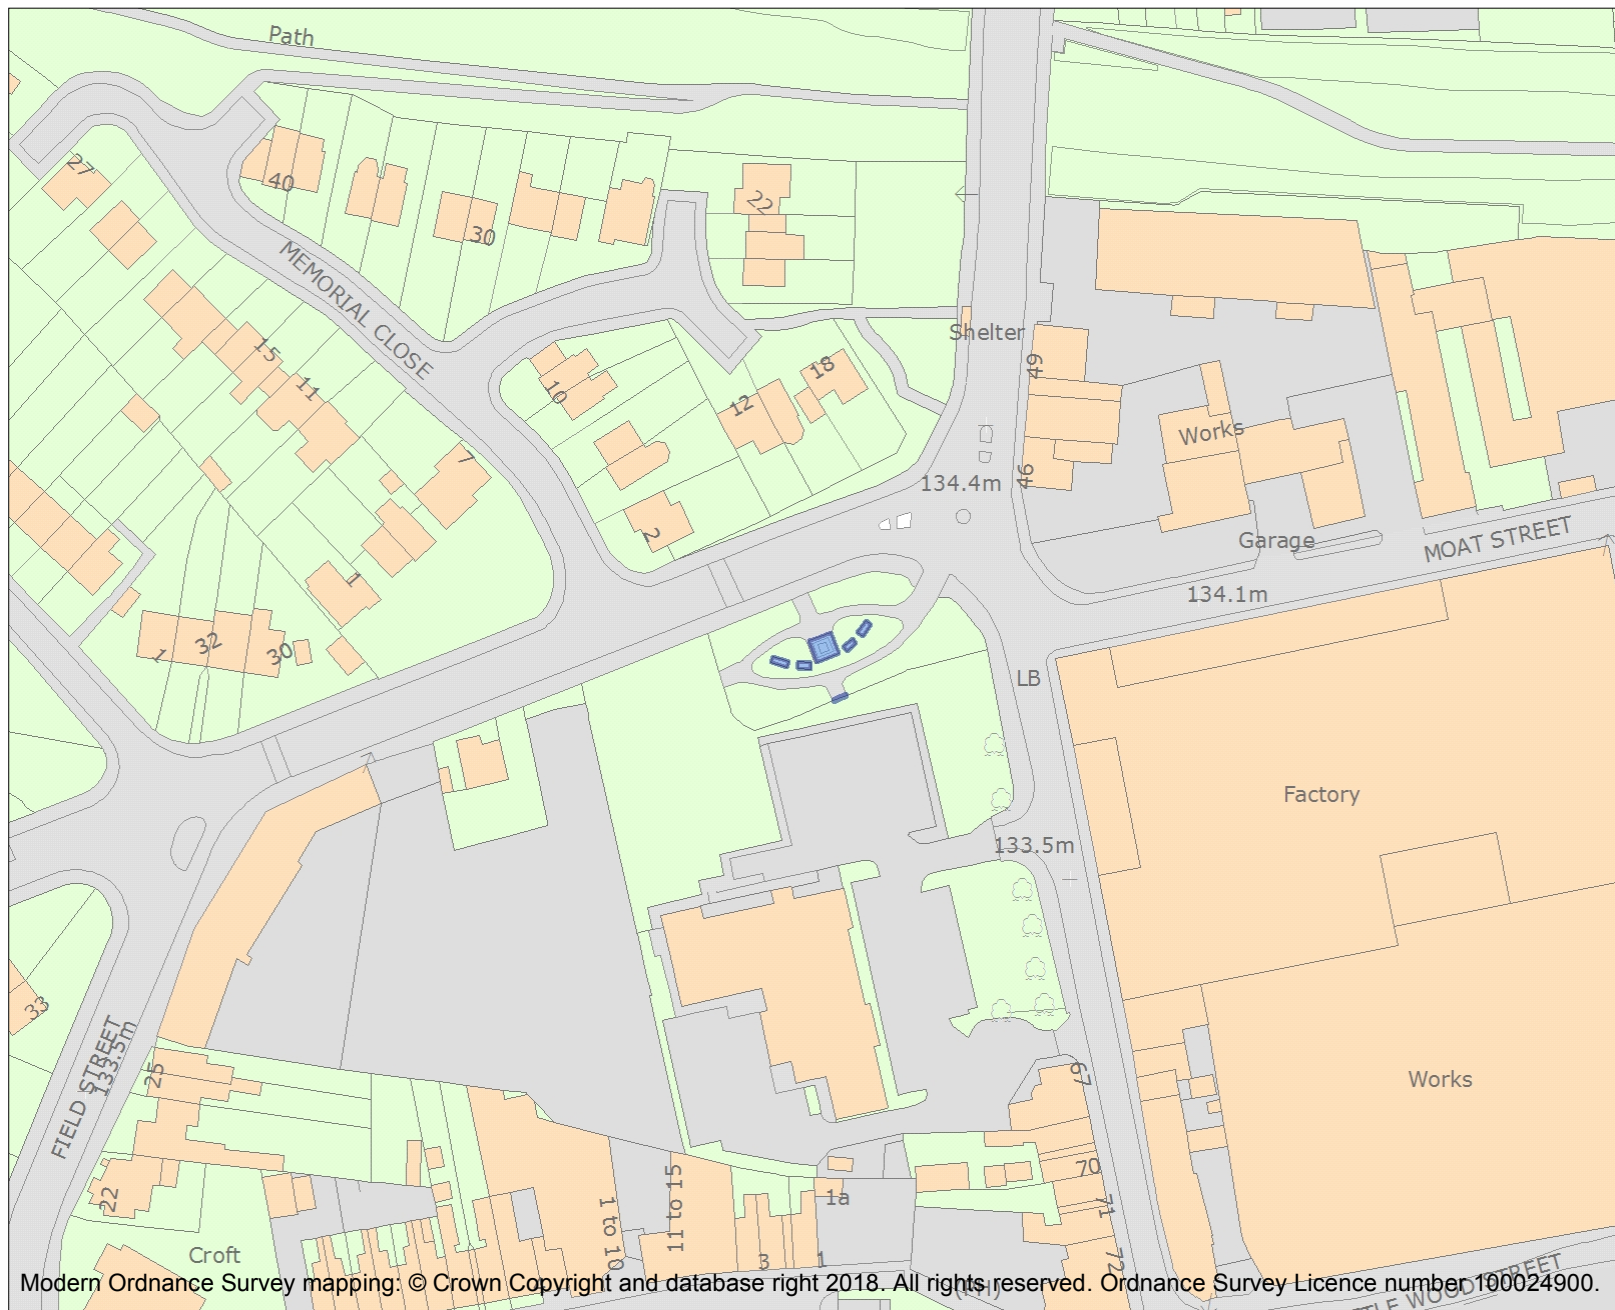 Path
27
40
22
30
MEMORIAL CLOSE
Shelter
15
49
18
11
10
12
Works
7
46
134.4m
2
Garage
MOAT STREET
1
134.1m
32
1
30
LB
Factory
133.5m
33
FIELD STREET
133.5m
25
67
Works
70
22
1 to 10
11 to 15
1a
71
Croft
3
1
72
Modern Ordnance Survey mapping: © Crown Copyright and database right 2018. All rights reserved. Ordnance Survey Licence number 100024900.